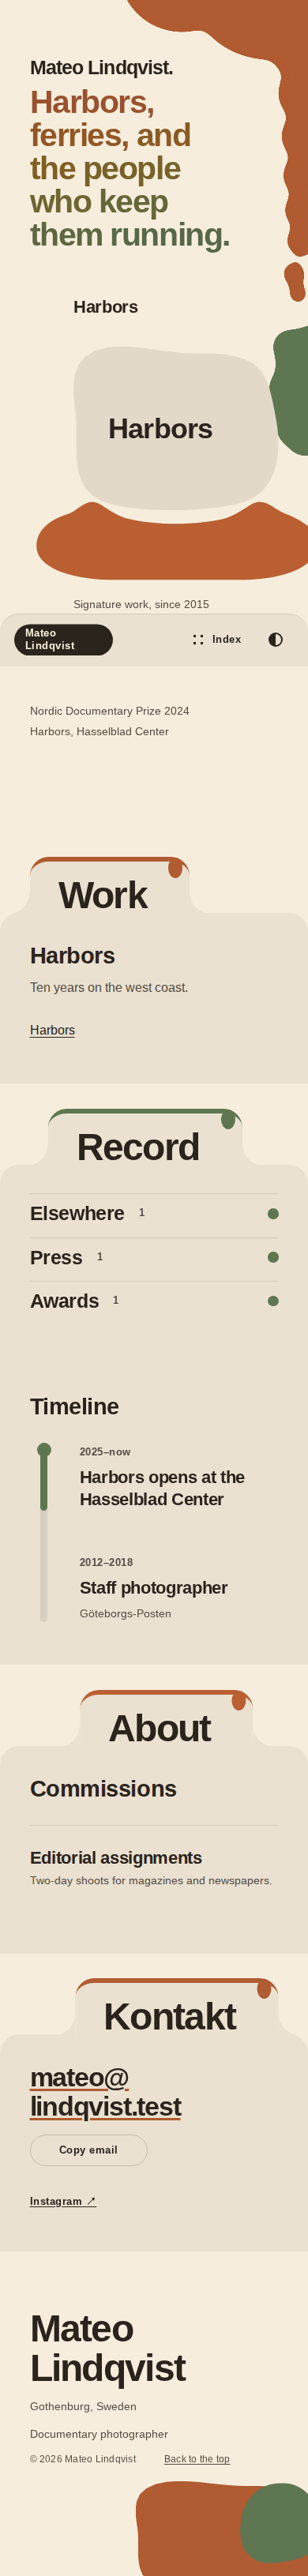 Mateo Lindqvist.
Harbors,
ferries, and
the people
who keep
them running.
Harbors
Harbors
Signature work, since 2015
Mateo
Lindqvist
Index
Nordic Documentary Prize 2024
Harbors, Hasselblad Center
Work
Harbors
Ten years on the west coast.
Harbors
Record
Elsewhere 1
Press 1
Awards 1
Timeline
2025–now
Harbors opens at the
Hasselblad Center
2012–2018
Staff photographer
Göteborgs-Posten
About
Commissions
Editorial assignments
Two-day shoots for magazines and newspapers.
Kontakt
mateo@
lindqvist.test
Copy email
Instagram ↗
Mateo
Lindqvist
Gothenburg, Sweden
Documentary photographer
© 2026 Mateo Lindqvist Back to the top